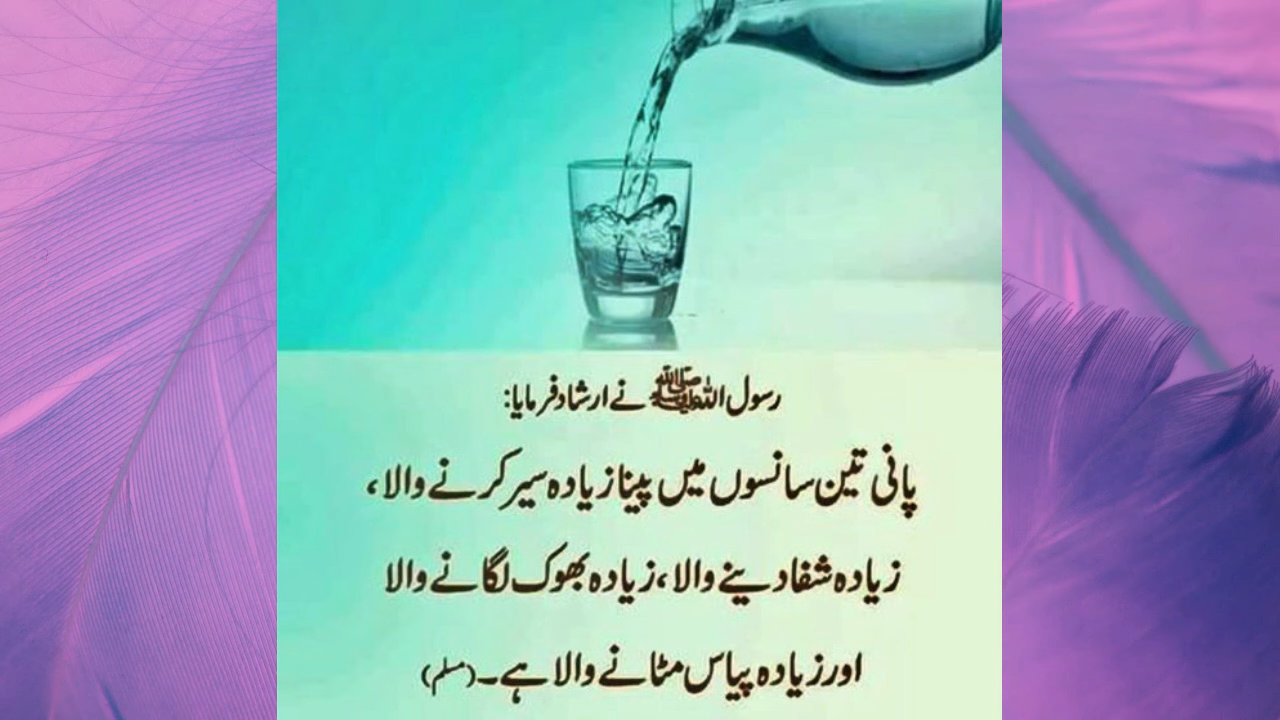 رسول اللہ ﷺ نے ارشاد فرمایا:
پانی تین سانسوں میں پینا زیادہ سیر کرنے والا،
زیادہ شفا دینے والا، زیادہ بھوک لگانے والا
اور زیادہ پیاس مٹانے والا ہے۔ (مسلم)